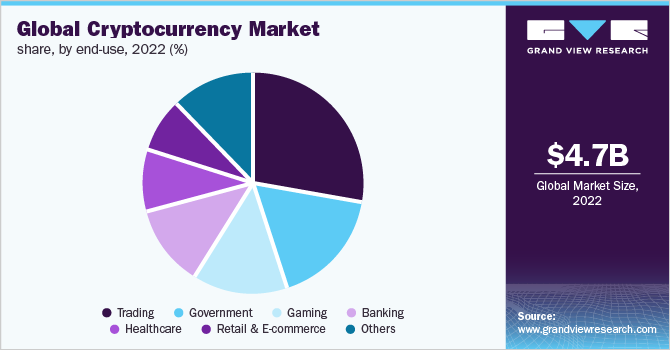 Global Cryptocurrency Market
share, by end-use, 2022 (%)
GRAND VIEW RESEARCH
$4.7B
Global Market Size,
2022
Trading Government Gaming Banking
Healthcare Retail & E-commerce Others
Source:
www.grandviewresearch.com